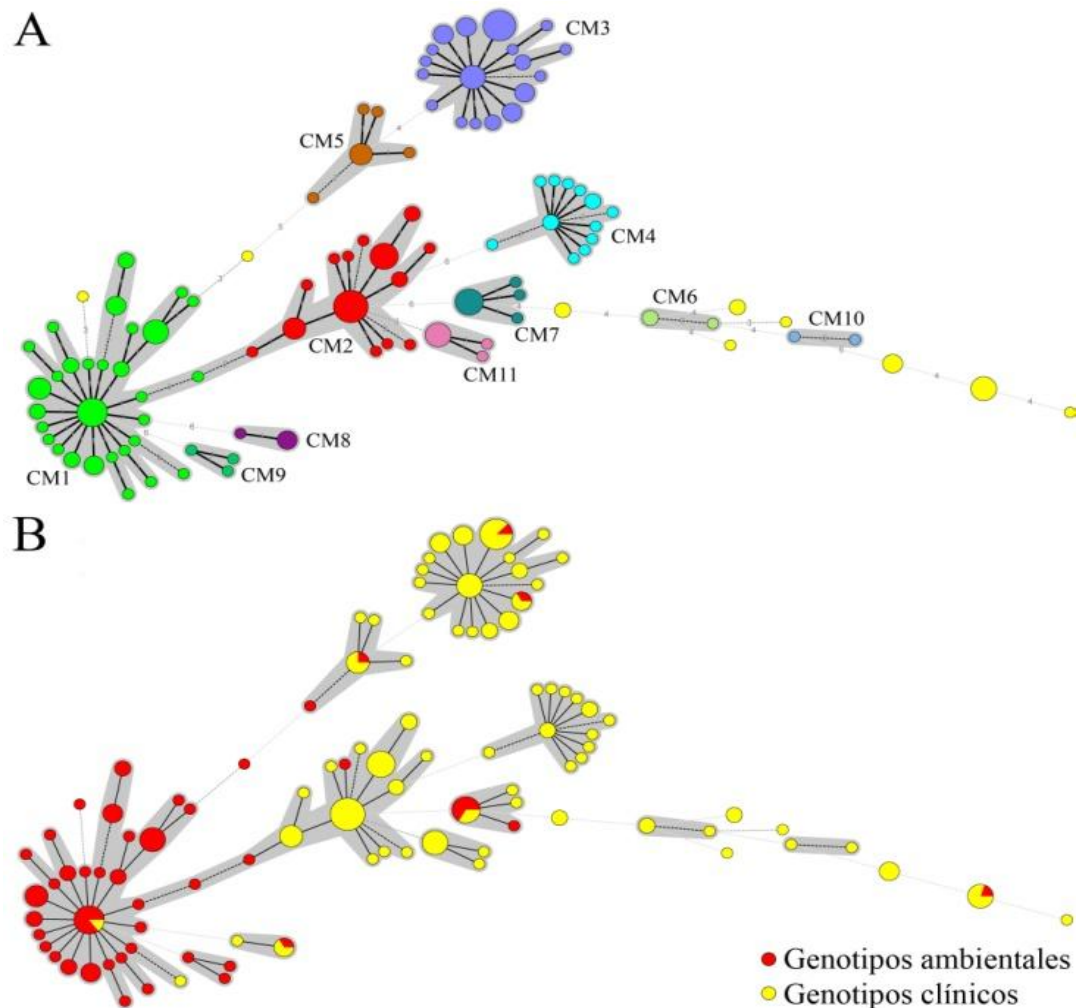 A
CM3
CM5
CM4
CM6
CM10
CM2
CM7
CM11
CM1
CM8
CM9
B
Genotipos ambientales
Genotipos clínicos